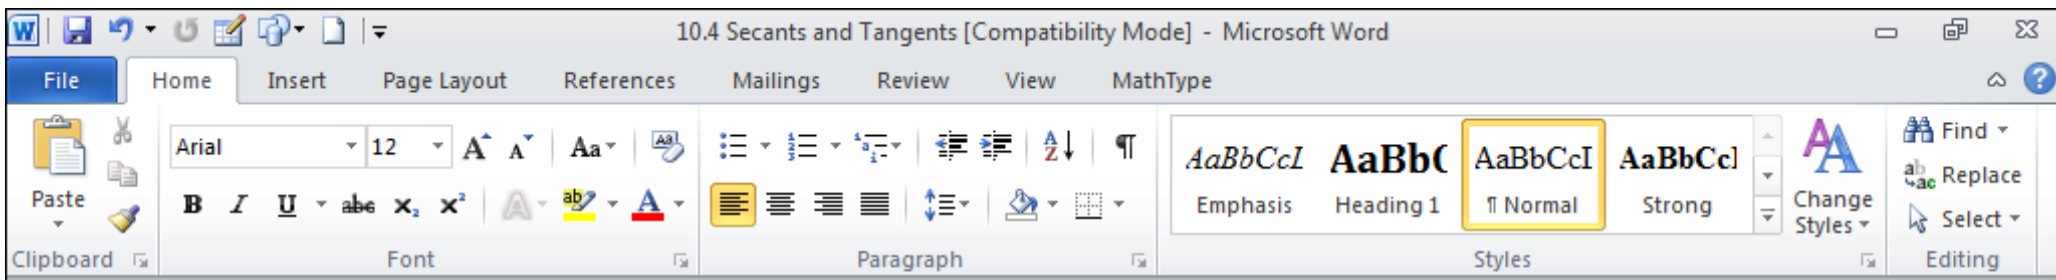 10.4 Secants and Tangents [Compatibility Mode] - Microsoft Word
File Home Insert Page Layout References Mailings Review View MathType
Arial 12 Aa
AaBbCcI AaBb( AaBbCcI AaBbCc]
Find
Replace
Select
Paste
B I U abc x₂ x² ab A
Emphasis Heading 1 ¶ Normal Strong
Change
Styles
Clipboard Font Paragraph Styles Editing